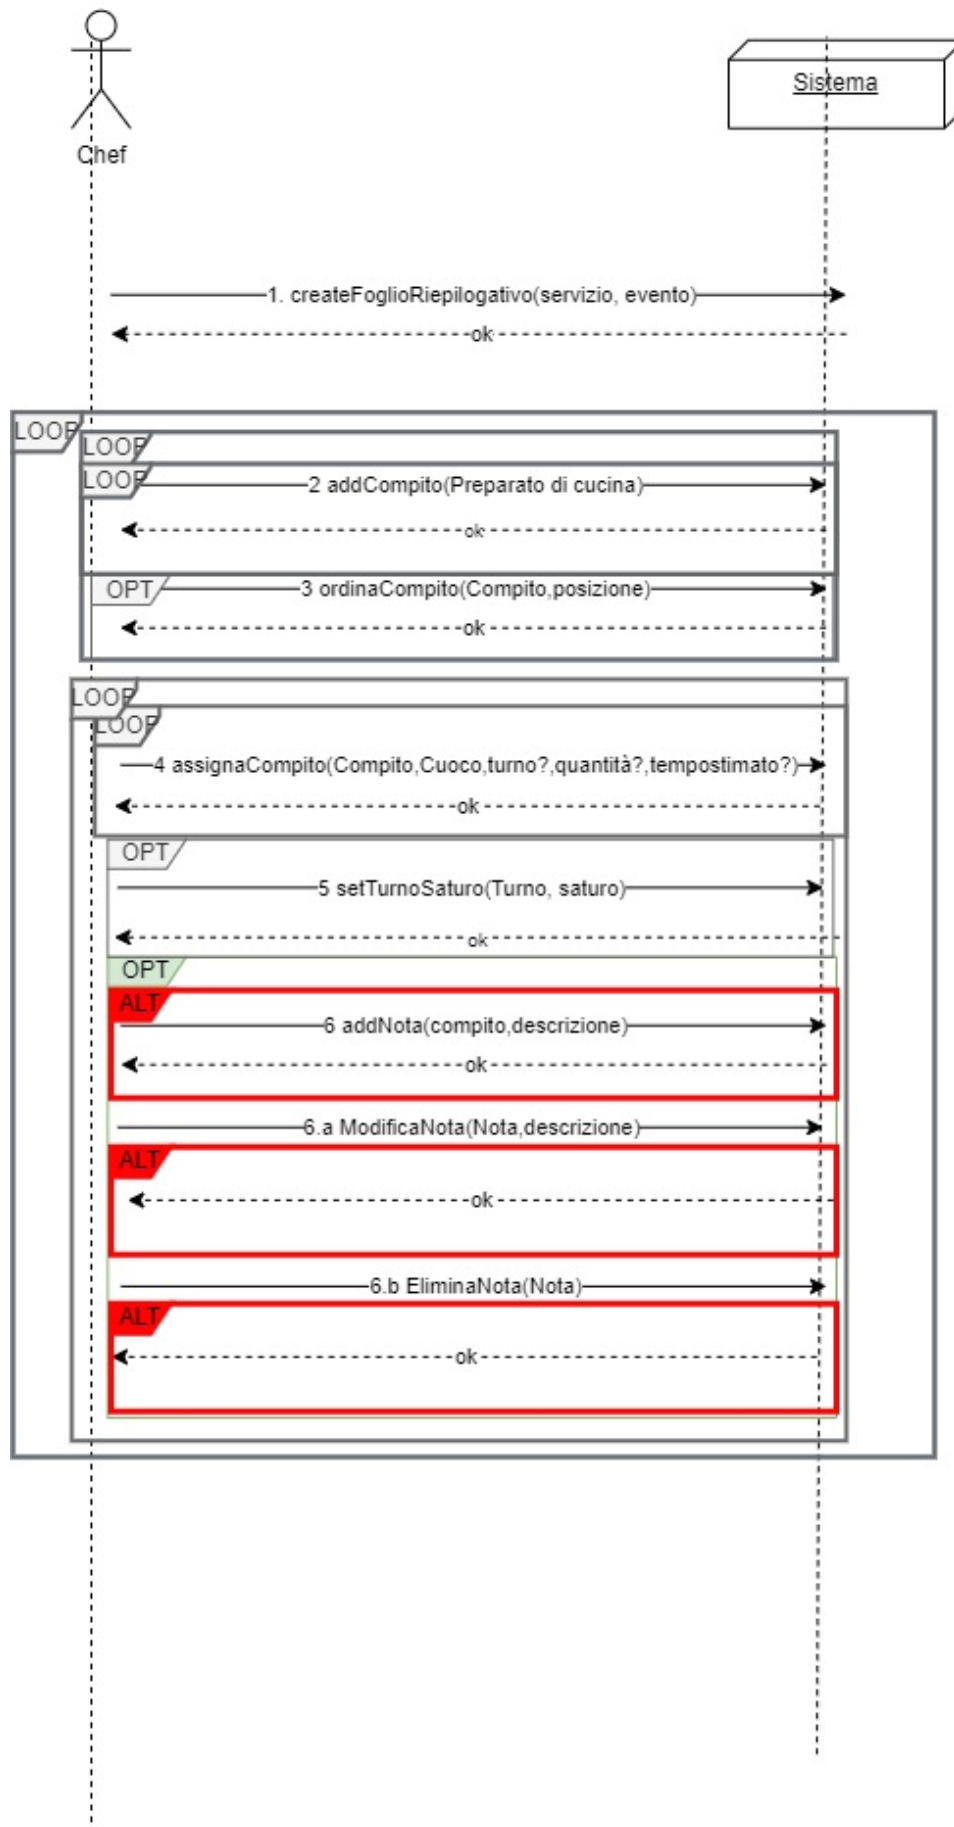 Sistema
Chef
1. createFoglioRiepilogativo(servizio, evento)
ok
LOOP
LOOP
LOOP
2 addCompito(Preparato di cucina)
ok
OPT
3 ordinaCompito(Compito,posizione)
ok
LOOP
LOOP
4 assignaCompito(Compito,Cuoco,turno?,quantità?,tempostimato?)
ok
OPT
5 setTurnoSaturo(Turno, saturo)
ok
OPT
ALT
6 addNota(compito,descrizione)
ok
6.a ModificaNota(Nota,descrizione)
ALT
ok
6.b EliminaNota(Nota)
ALT
ok